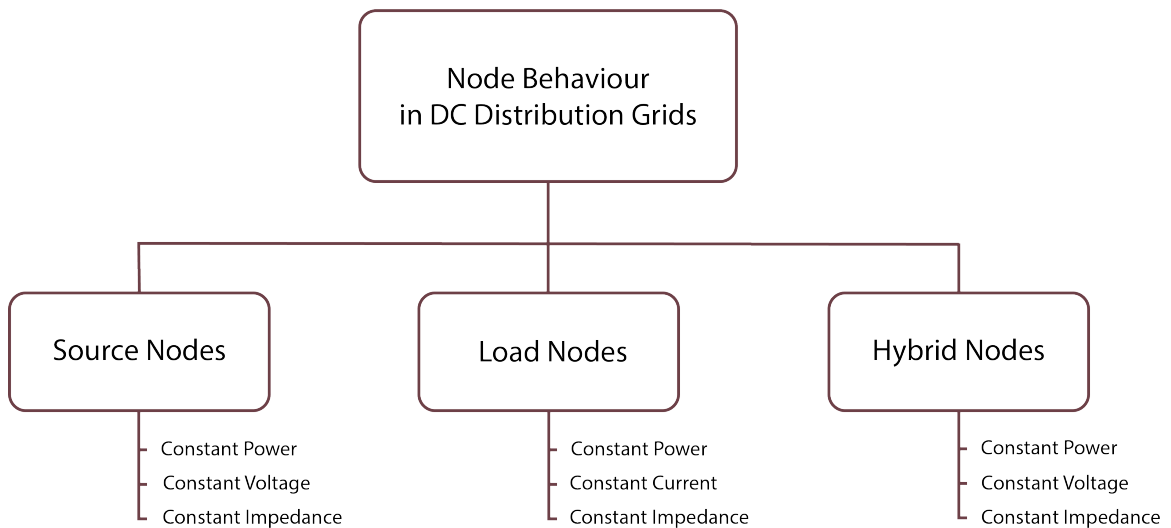 Node Behaviour
in DC Distribution Grids
Source Nodes
Constant Power
Constant Voltage
Constant Impedance
Load Nodes
Constant Power
Constant Current
Constant Impedance
Hybrid Nodes
Constant Power
Constant Voltage
Constant Impedance